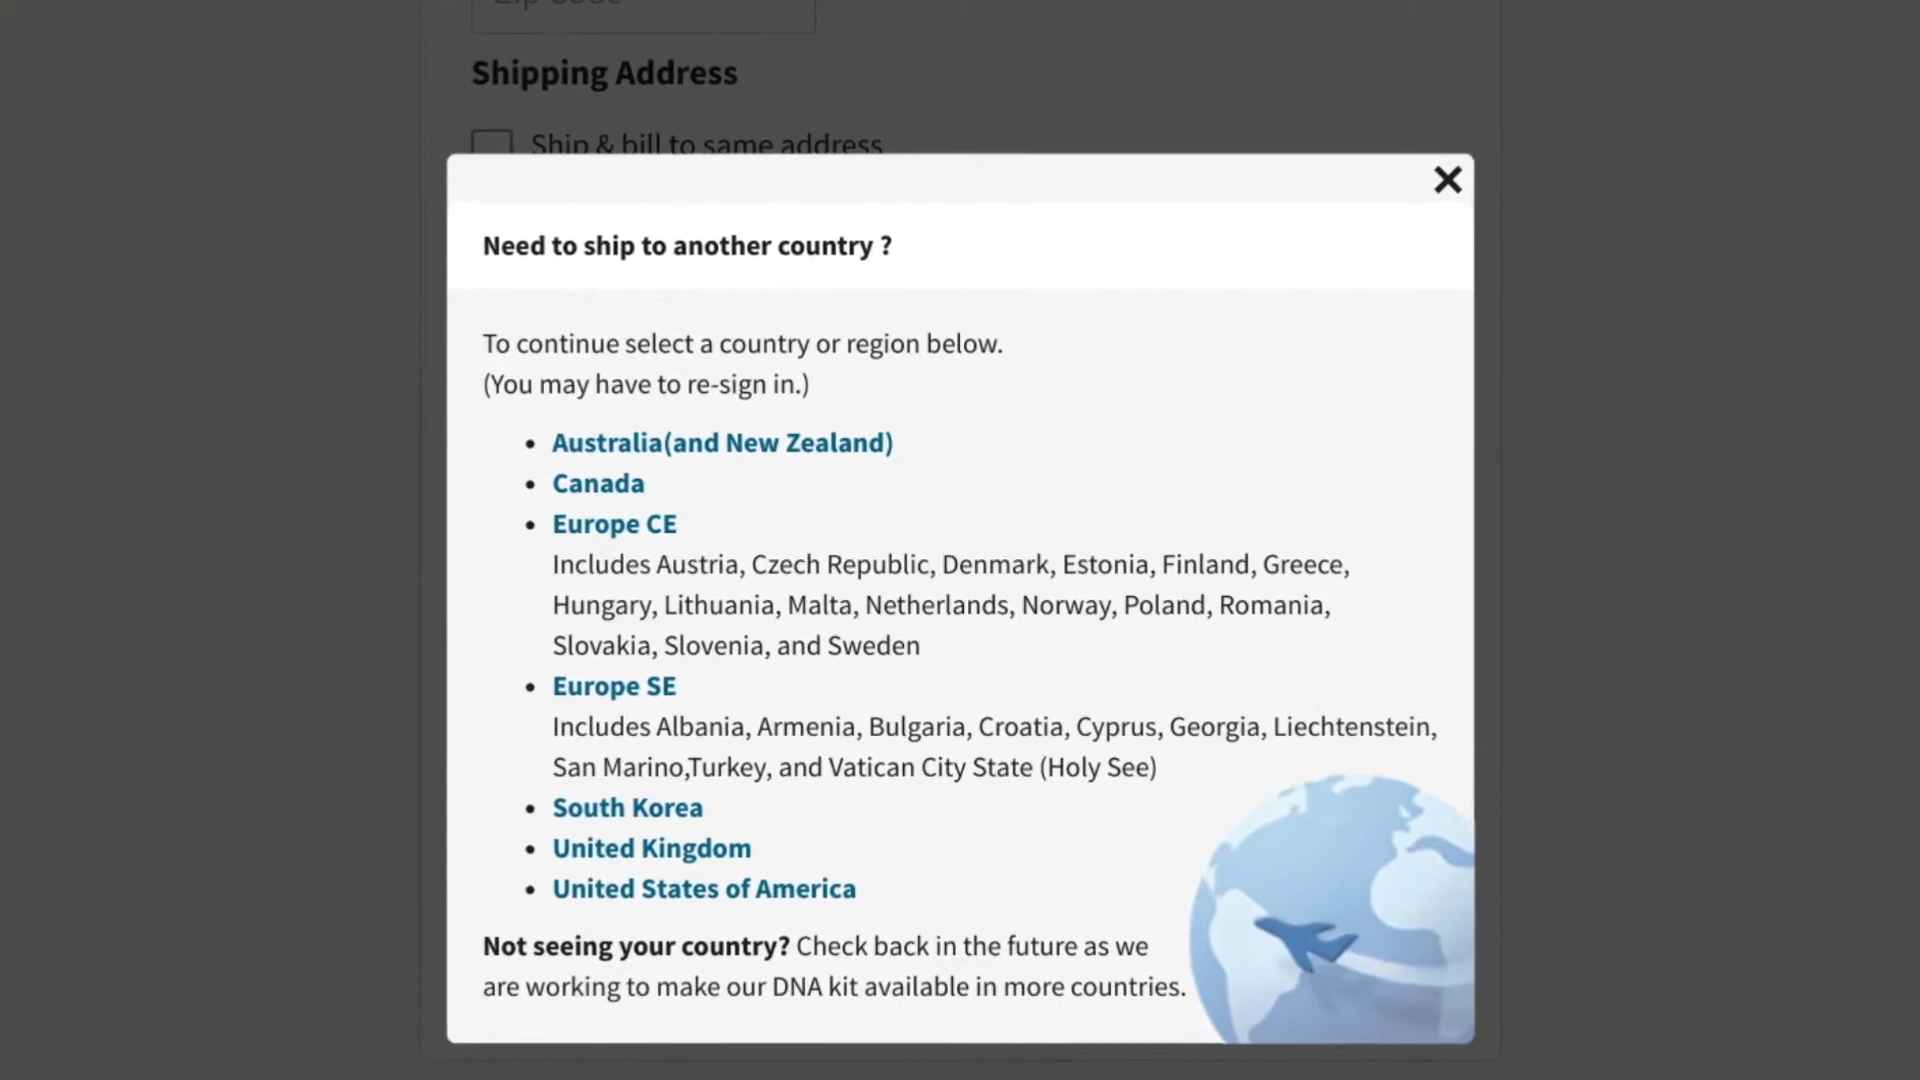 Zip Code
Shipping Address
Ship & bill to same address
Need to ship to another country ?
To continue select a country or region below.
(You may have to re-sign in.)
Australia(and New Zealand)
Canada
Europe CE
Includes Austria, Czech Republic, Denmark, Estonia, Finland, Greece,
Hungary, Lithuania, Malta, Netherlands, Norway, Poland, Romania,
Slovakia, Slovenia, and Sweden
Europe SE
Includes Albania, Armenia, Bulgaria, Croatia, Cyprus, Georgia, Liechtenstein,
San Marino,Turkey, and Vatican City State (Holy See)
South Korea
United Kingdom
United States of America
Not seeing your country? Check back in the future as we
are working to make our DNA kit available in more countries.